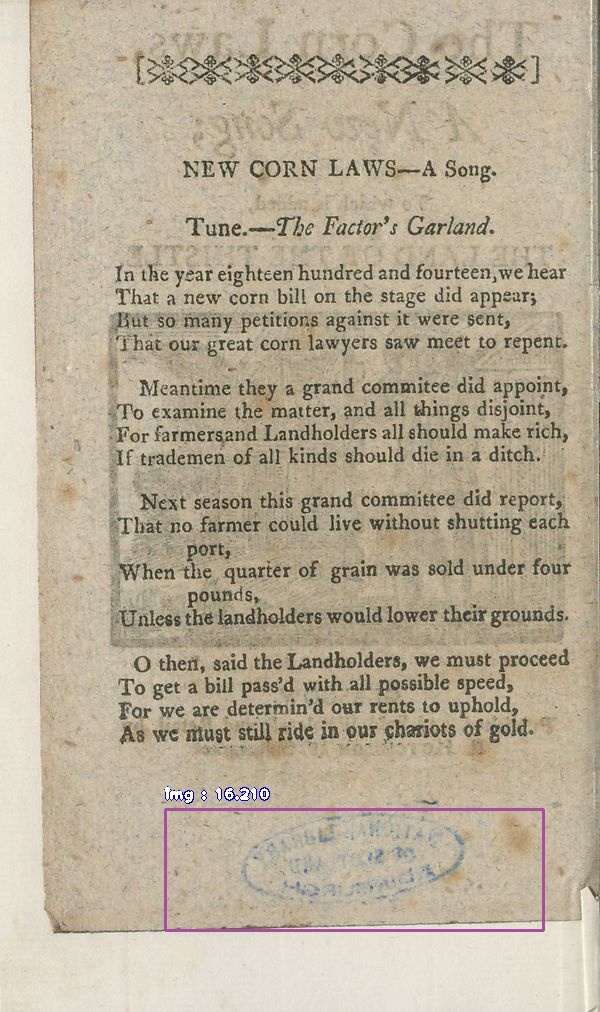 NEW CORN LAWS—A Song.
Tune.—The Factor's Garland.
In the year eighteen hundred and fourteen, we hear
That a new corn bill on the stage did appear;
But so many petitions against it were sent,
That our great corn lawyers saw meet to repent.
Meantime they a grand commitee did appoint,
To examine the matter, and all things disjoint,
For farmers and Landholders all should make rich,
If trademen of all kinds should die in a ditch.
Next season this grand committee did report,
That no farmer could live without shutting each
port,
When the quarter of grain was sold under four
pounds,
Unless the landholders would lower their grounds.
O then, said the Landholders, we must proceed
To get a bill pass'd with all possible speed,
For we are determin'd our rents to uphold,
As we must still ride in our chariots of gold.
img : 16.210